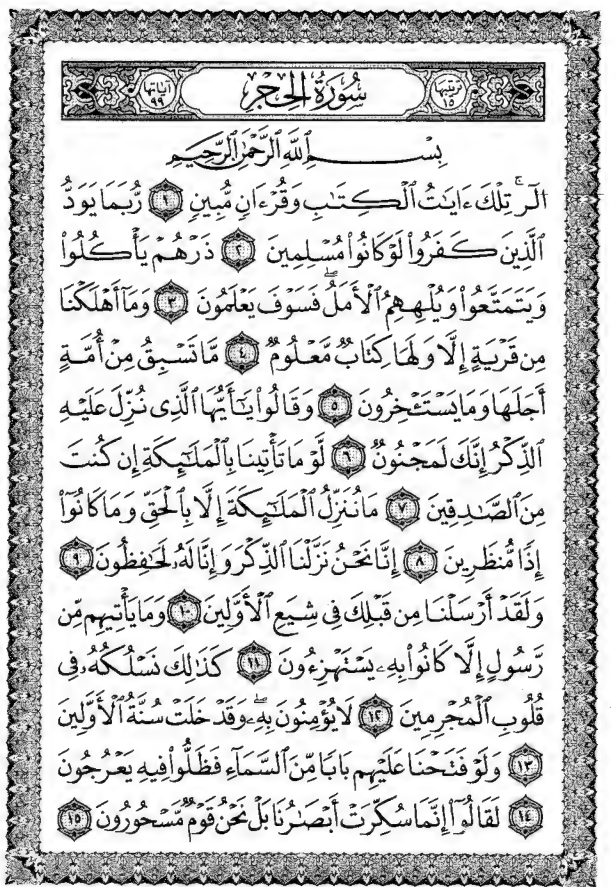 ترتيبها ١٥ سُورَةُ الحِجْرِ آياتها ٩٩
بِسْمِ ٱللَّهِ ٱلرَّحْمَٰنِ ٱلرَّحِيمِ
الٓر ۚ تِلْكَ ءَايَٰتُ ٱلْكِتَٰبِ وَقُرْءَانٍ مُّبِينٍ ١ رُّبَمَا يَوَدُّ
ٱلَّذِينَ كَفَرُوا۟ لَوْ كَانُوا۟ مُسْلِمِينَ ٢ ذَرْهُمْ يَأْكُلُوا۟
وَيَتَمَتَّعُوا۟ وَيُلْهِهِمُ ٱلْأَمَلُ ۖ فَسَوْفَ يَعْلَمُونَ ٣ وَمَآ أَهْلَكْنَا
مِن قَرْيَةٍ إِلَّا وَلَهَا كِتَابٌ مَّعْلُومٌ ٤ مَّا تَسْبِقُ مِنْ أُمَّةٍ
أَجَلَهَا وَمَا يَسْتَـْٔخِرُونَ ٥ وَقَالُوا۟ يَٰٓأَيُّهَا ٱلَّذِى نُزِّلَ عَلَيْهِ
ٱلذِّكْرُ إِنَّكَ لَمَجْنُونٌ ٦ لَّوْ مَا تَأْتِينَا بِٱلْمَلَٰٓئِكَةِ إِن كُنتَ
مِنَ ٱلصَّٰدِقِينَ ٧ مَا نُنَزِّلُ ٱلْمَلَٰٓئِكَةَ إِلَّا بِٱلْحَقِّ وَمَا كَانُوٓا۟
إِذًا مُّنظَرِينَ ٨ إِنَّا نَحْنُ نَزَّلْنَا ٱلذِّكْرَ وَإِنَّا لَهُۥ لَحَٰفِظُونَ ٩
وَلَقَدْ أَرْسَلْنَا مِن قَبْلِكَ فِى شِيَعِ ٱلْأَوَّلِينَ ١٠ وَمَا يَأْتِيهِم مِّن
رَّسُولٍ إِلَّا كَانُوا۟ بِهِۦ يَسْتَهْزِءُونَ ١١ كَذَٰلِكَ نَسْلُكُهُۥ فِى
قُلُوبِ ٱلْمُجْرِمِينَ ١٢ لَا يُؤْمِنُونَ بِهِۦ ۖ وَقَدْ خَلَتْ سُنَّةُ ٱلْأَوَّلِينَ
١٣ وَلَوْ فَتَحْنَا عَلَيْهِم بَابًا مِّنَ ٱلسَّمَآءِ فَظَلُّوا۟ فِيهِ يَعْرُجُونَ
١٤ لَقَالُوٓا۟ إِنَّمَا سُكِّرَتْ أَبْصَٰرُنَا بَلْ نَحْنُ قَوْمٌ مَّسْحُورُونَ ١٥